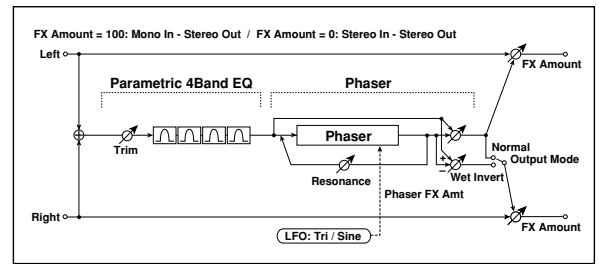 FX Amount = 100: Mono In - Stereo Out  /  FX Amount = 0: Stereo In - Stereo Out
Left
FX Amount
Parametric 4Band EQ
Phaser
Phaser
Trim
Resonance
+
−
Normal
Output Mode
Wet Invert
Phaser FX Amt
Right
FX Amount
LFO: Tri / Sine